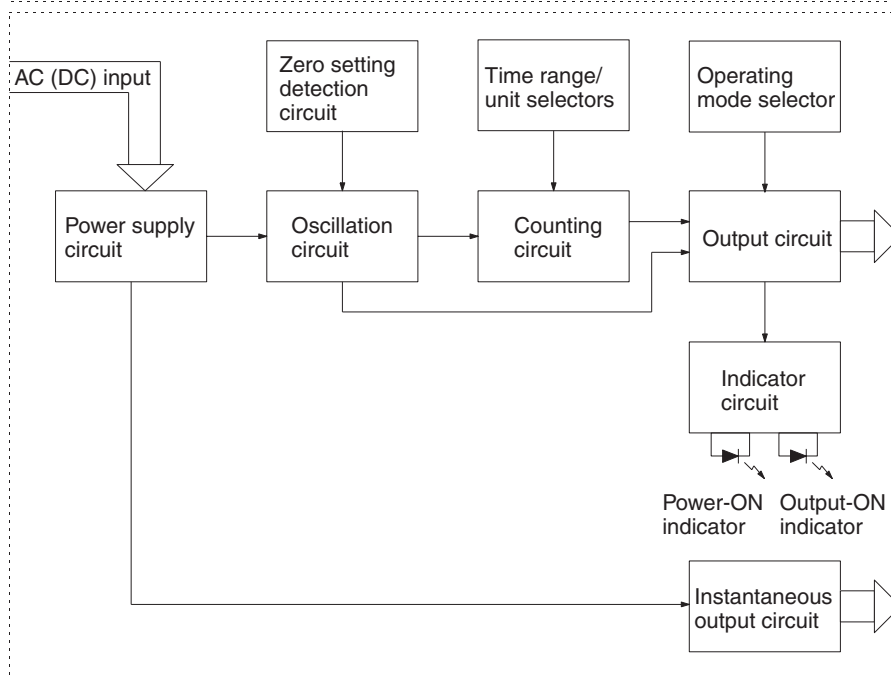 AC (DC) input
Zero setting
detection
circuit
Time range/
unit selectors
Operating
mode selector
Power supply
circuit
Oscillation
circuit
Counting
circuit
Output circuit
Indicator
circuit
Power-ON
indicator
Output-ON
indicator
Instantaneous
output circuit